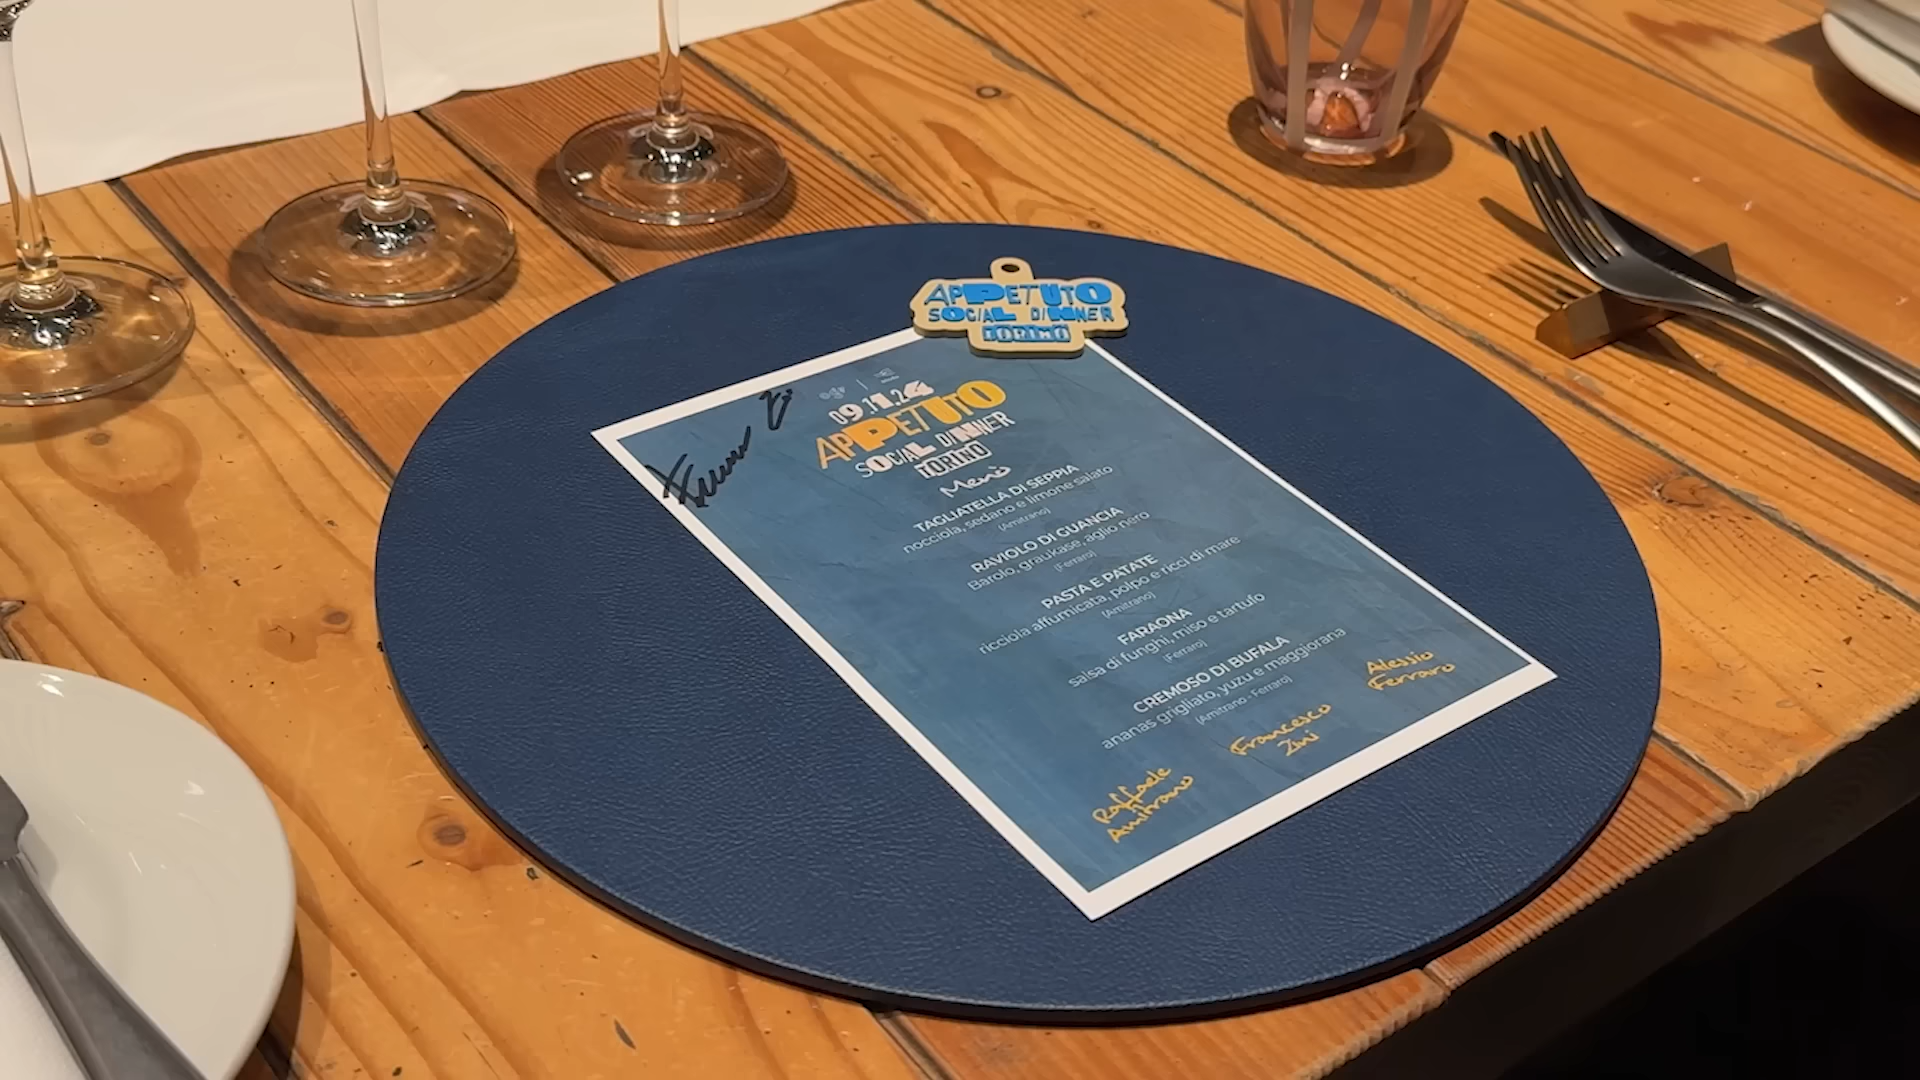 APPETUTO
SOCIAL DINNER
TORINO
09.11.24
APPETUTO
SOCIAL DINNER
TORINO
Menù
TAGLIATELLA DI SEPPIA
nocciola, sedano e limone salato
(Amitrano)
RAVIOLO DI GUANCIA
Barolo, graukase, aglio nero
(Ferraro)
PASTA E PATATE
ricciola affumicata, polpo e ricci di mare
(Amitrano)
FARAONA
salsa di funghi, miso e tartufo
(Ferraro)
CREMOSO DI BUFALA
ananas grigliato, yuzu e maggiorana
(Amitrano - Ferraro)
Alessio
Ferraro
Francesco
Zini
Raffaele
Amitrano